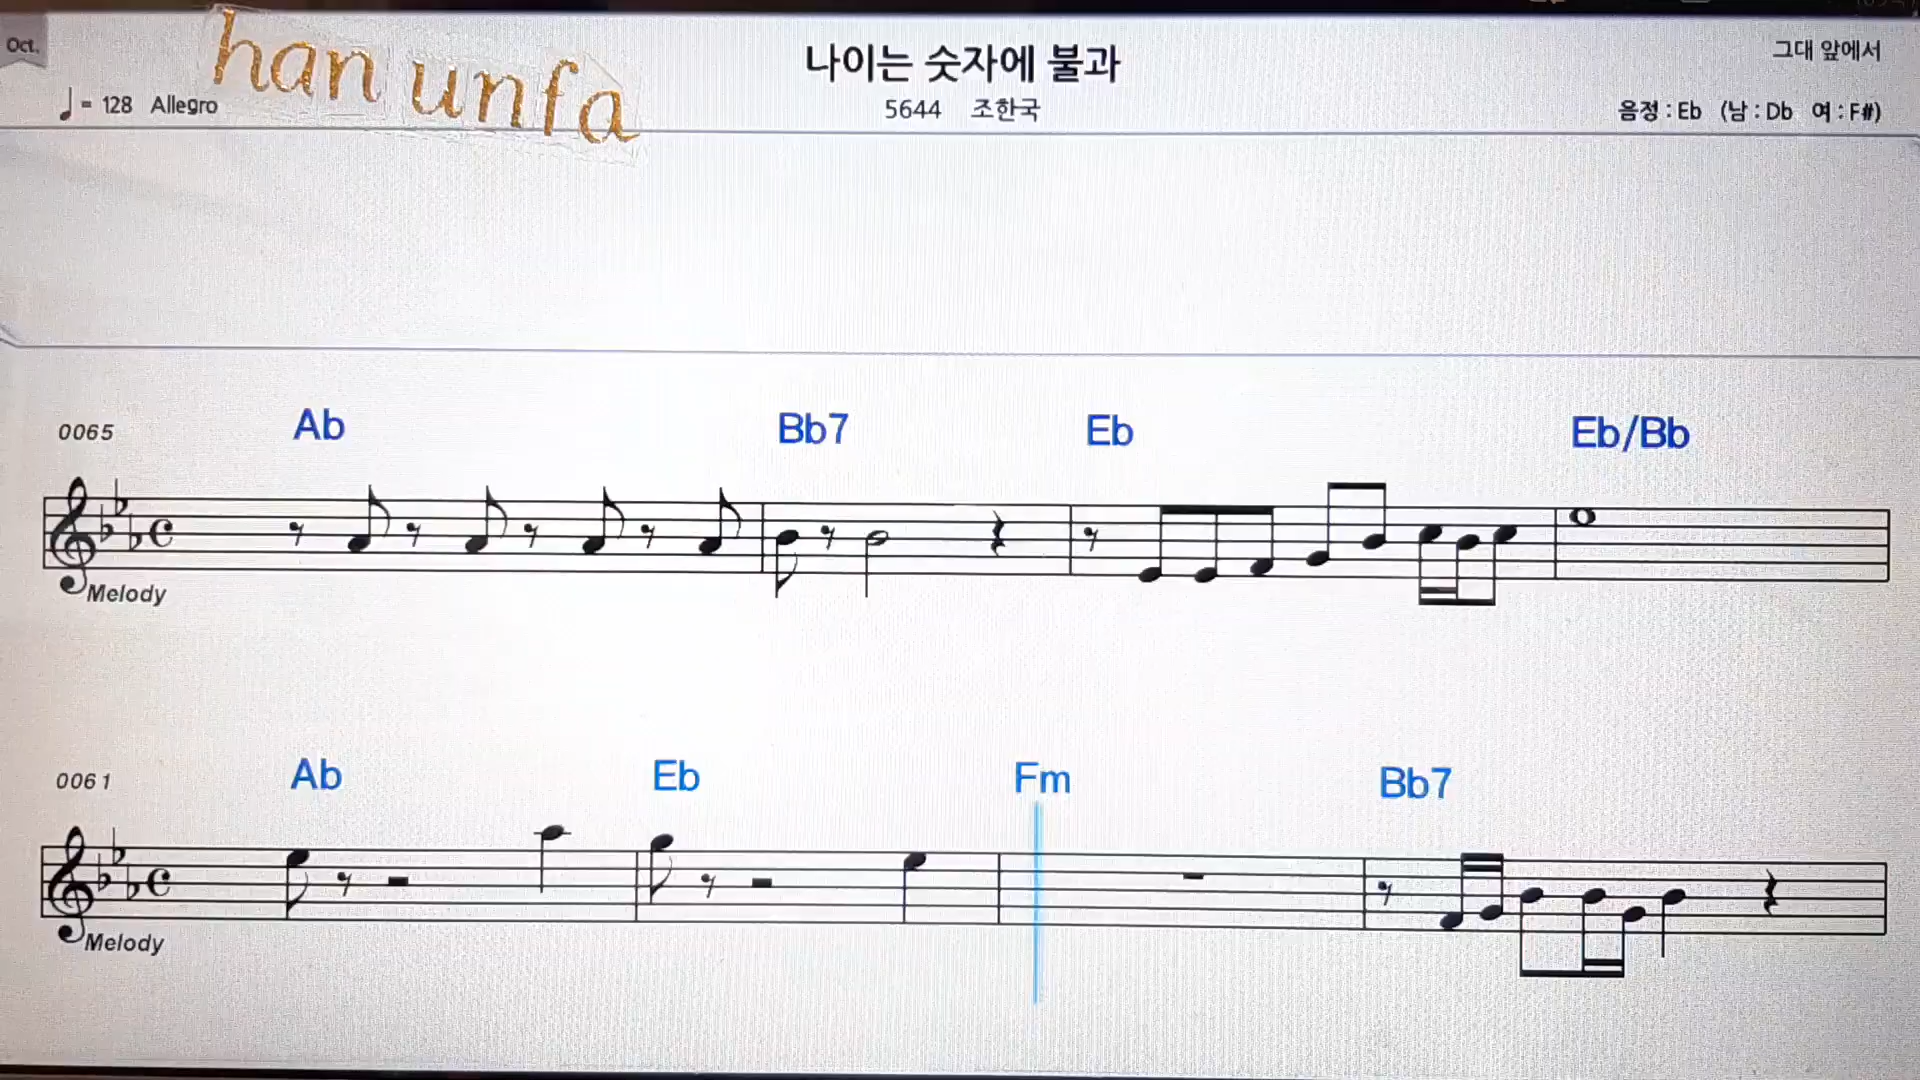 Oct.
han unfa
나이는 숫자에 불과
그대 앞에서
♩ = 128 Allegro
5644 조한국
음정 : Eb (남 : Db 여 : F#)
0065 Ab Bb7 Eb Eb/Bb
Melody
0061 Ab Eb Fm Bb7
Melody